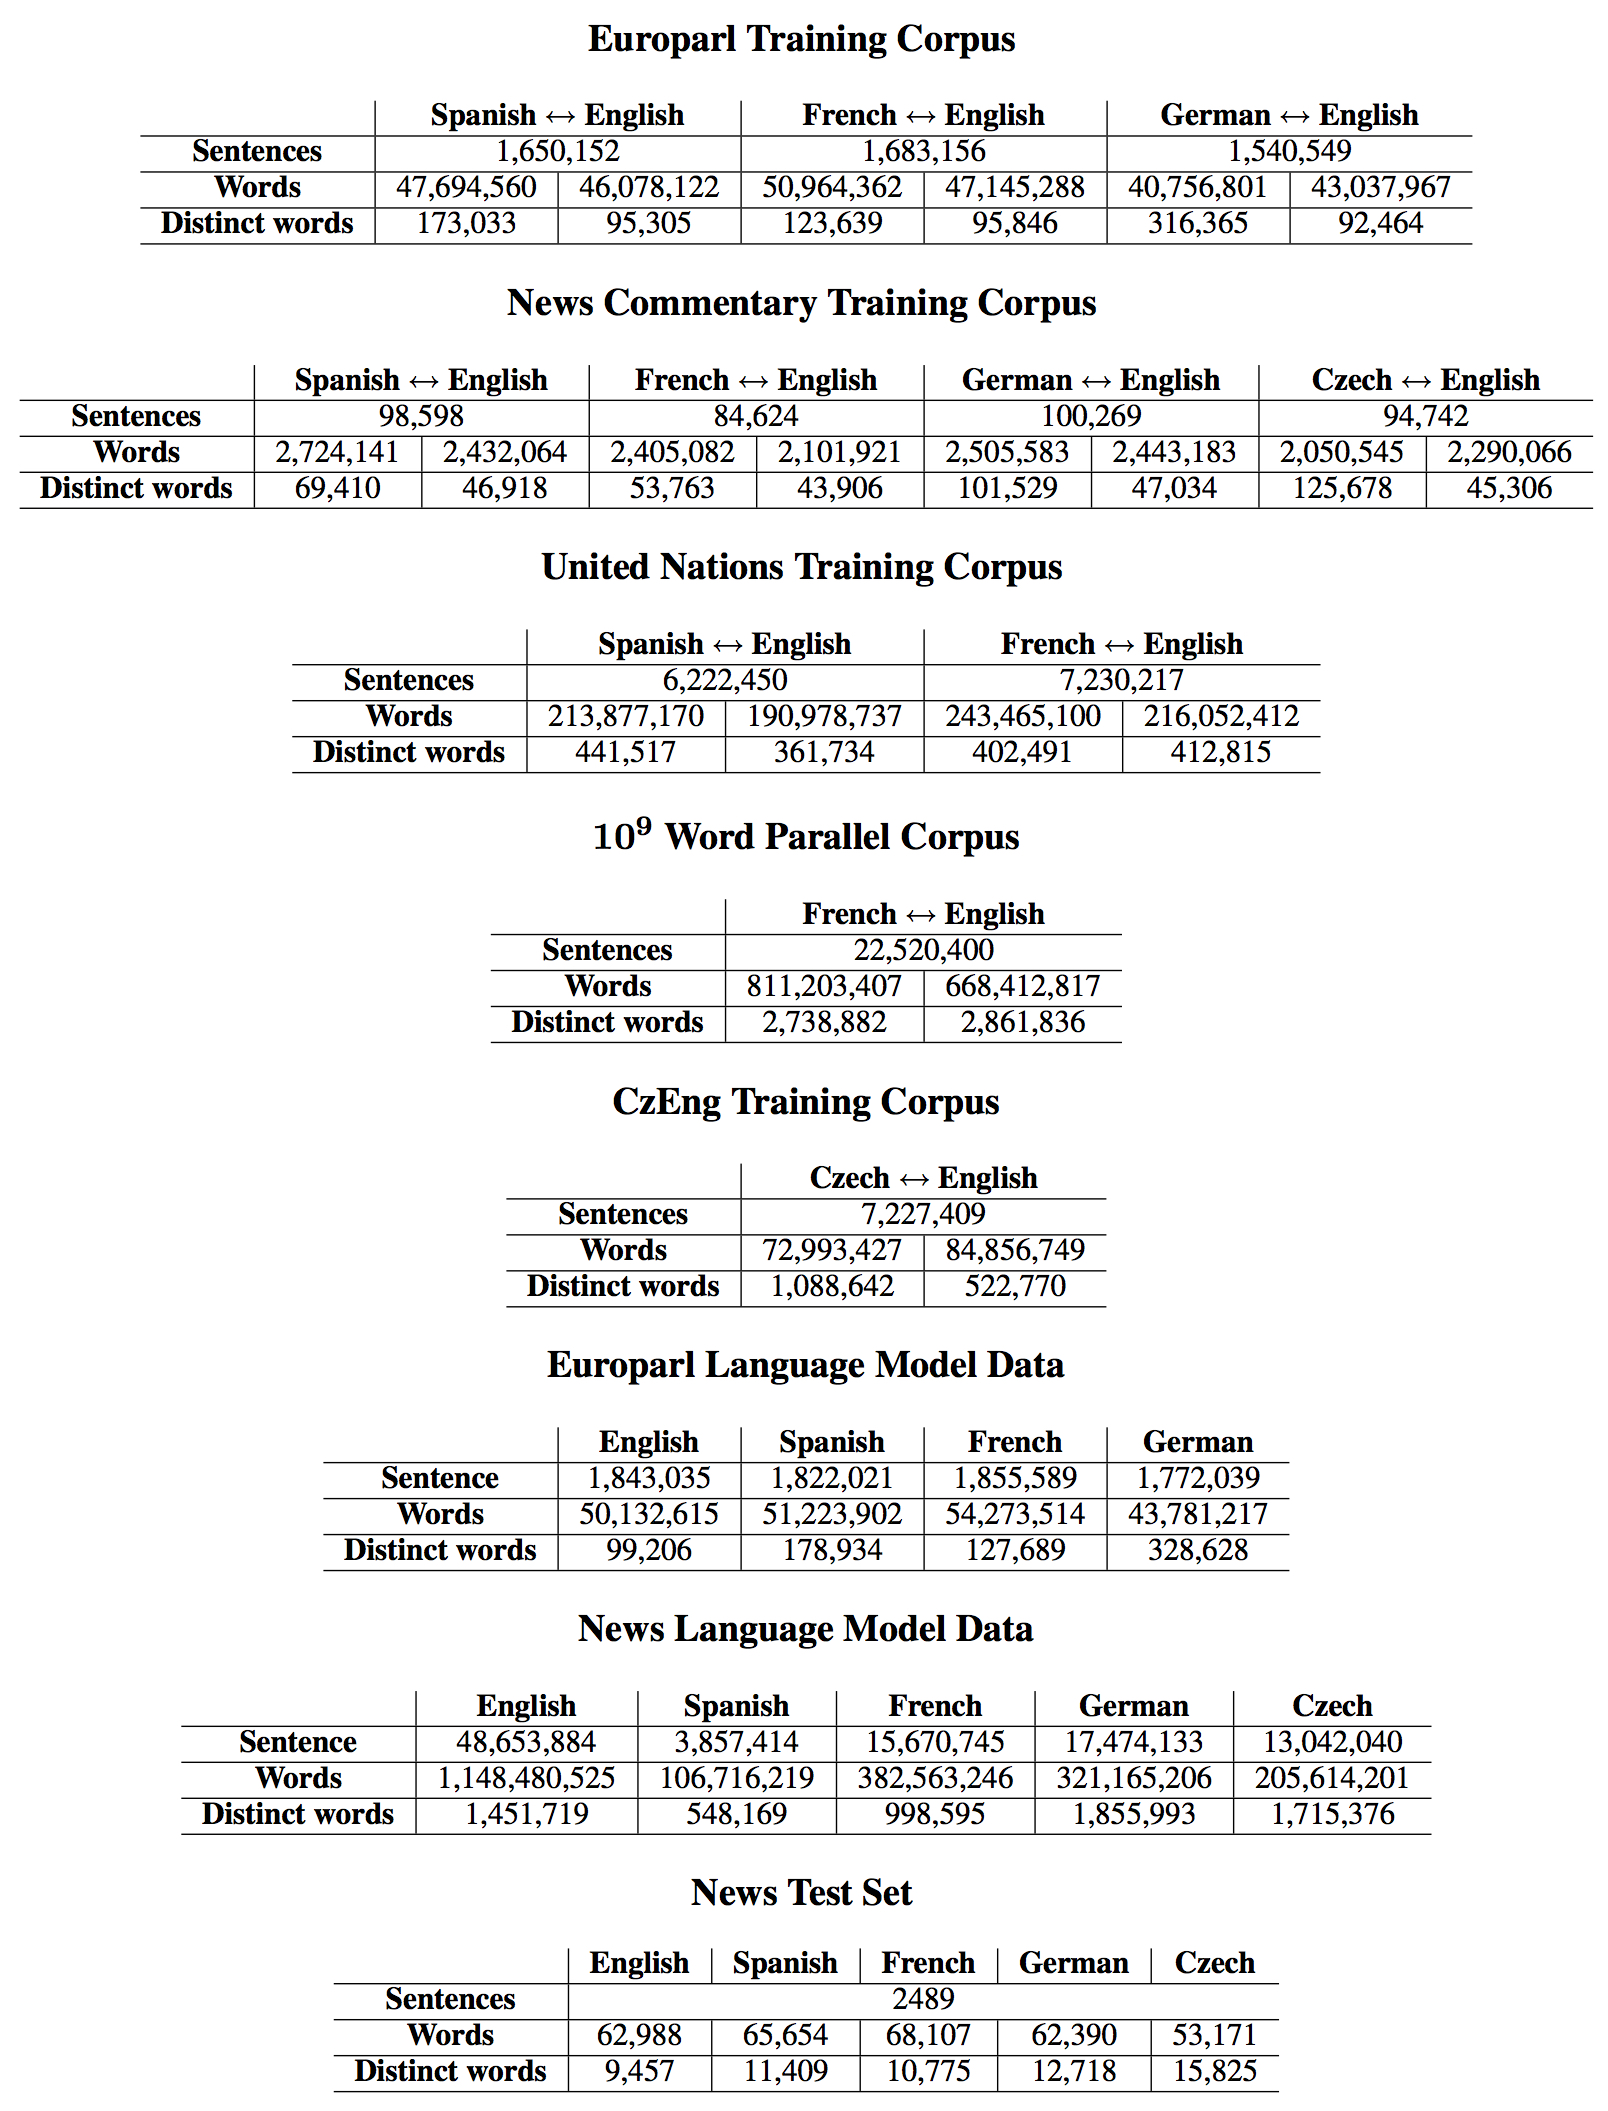 Europarl Training Corpus
Spanish ↔ English French ↔ English German ↔ English
Sentences 1,650,152 1,683,156 1,540,549
Words 47,694,560 46,078,122 50,964,362 47,145,288 40,756,801 43,037,967
Distinct words 173,033 95,305 123,639 95,846 316,365 92,464
News Commentary Training Corpus
Spanish ↔ English French ↔ English German ↔ English Czech ↔ English
Sentences 98,598 84,624 100,269 94,742
Words 2,724,141 2,432,064 2,405,082 2,101,921 2,505,583 2,443,183 2,050,545 2,290,066
Distinct words 69,410 46,918 53,763 43,906 101,529 47,034 125,678 45,306
United Nations Training Corpus
Spanish ↔ English French ↔ English
Sentences 6,222,450 7,230,217
Words 213,877,170 190,978,737 243,465,100 216,052,412
Distinct words 441,517 361,734 402,491 412,815
10⁹ Word Parallel Corpus
French ↔ English
Sentences 22,520,400
Words 811,203,407 668,412,817
Distinct words 2,738,882 2,861,836
CzEng Training Corpus
Czech ↔ English
Sentences 7,227,409
Words 72,993,427 84,856,749
Distinct words 1,088,642 522,770
Europarl Language Model Data
English Spanish French German
Sentence 1,843,035 1,822,021 1,855,589 1,772,039
Words 50,132,615 51,223,902 54,273,514 43,781,217
Distinct words 99,206 178,934 127,689 328,628
News Language Model Data
English Spanish French German Czech
Sentence 48,653,884 3,857,414 15,670,745 17,474,133 13,042,040
Words 1,148,480,525 106,716,219 382,563,246 321,165,206 205,614,201
Distinct words 1,451,719 548,169 998,595 1,855,993 1,715,376
News Test Set
English Spanish French German Czech
Sentences 2489
Words 62,988 65,654 68,107 62,390 53,171
Distinct words 9,457 11,409 10,775 12,718 15,825